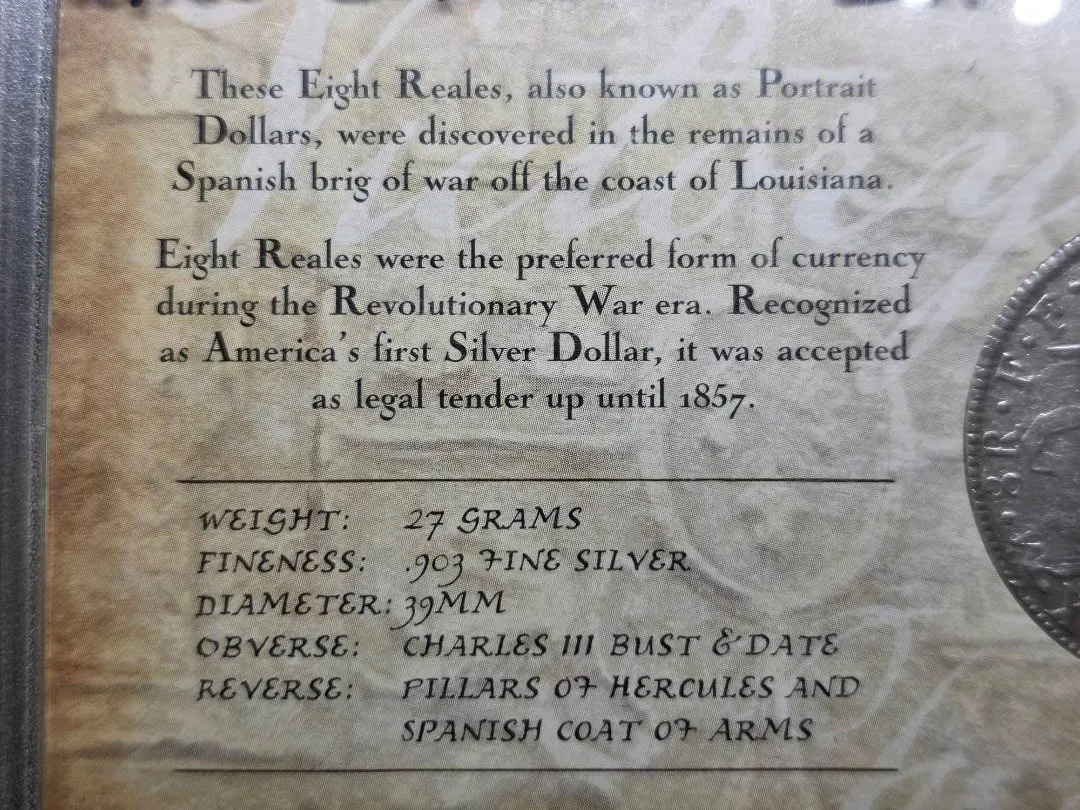 These Eight Reales, also known as Portrait
Dollars, were discovered in the remains of a
Spanish brig of war off the coast of Louisiana.
Eight Reales were the preferred form of currency
during the Revolutionary War era. Recognized
as America's first Silver Dollar, it was accepted
as legal tender up until 1857.
WEIGHT: 27 GRAMS
FINENESS: .903 FINE SILVER
DIAMETER: 39MM
OBVERSE: CHARLES III BUST & DATE
REVERSE: PILLARS OF HERCULES AND
SPANISH COAT OF ARMS